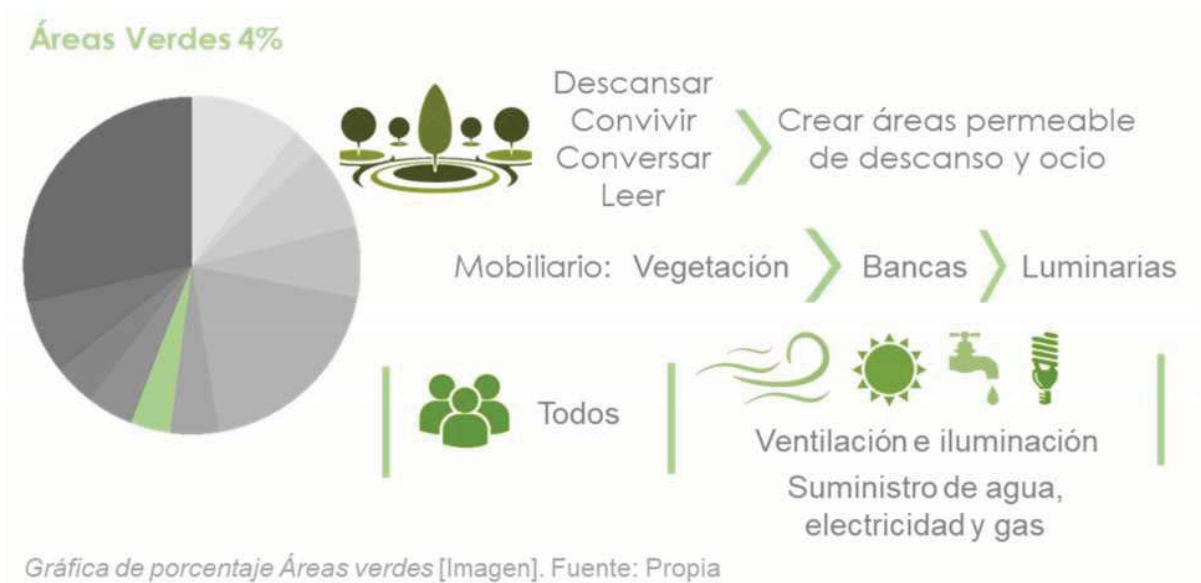 Áreas Verdes 4%
Descansar
Convivir
Conversar
Leer
Crear áreas permeable
de descanso y ocio
Mobiliario: Vegetación Bancas Luminarias
Todos
Ventilación e iluminación
Suministro de agua,
electricidad y gas
Gráfica de porcentaje Áreas verdes [Imagen]. Fuente: Propia